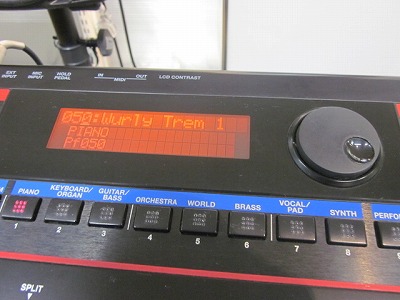 EXT INPUT
MIC INPUT
HOLD PEDAL
IN
MIDI
OUT
LCD CONTRAST
050:Wurly Trem 1
PIANO
Pf050
PIANO
KEYBOARD/ORGAN
GUITAR/BASS
ORCHESTRA
WORLD
BRASS
VOCAL/PAD
SYNTH
1
2
3
4
5
6
7
8
SPLIT